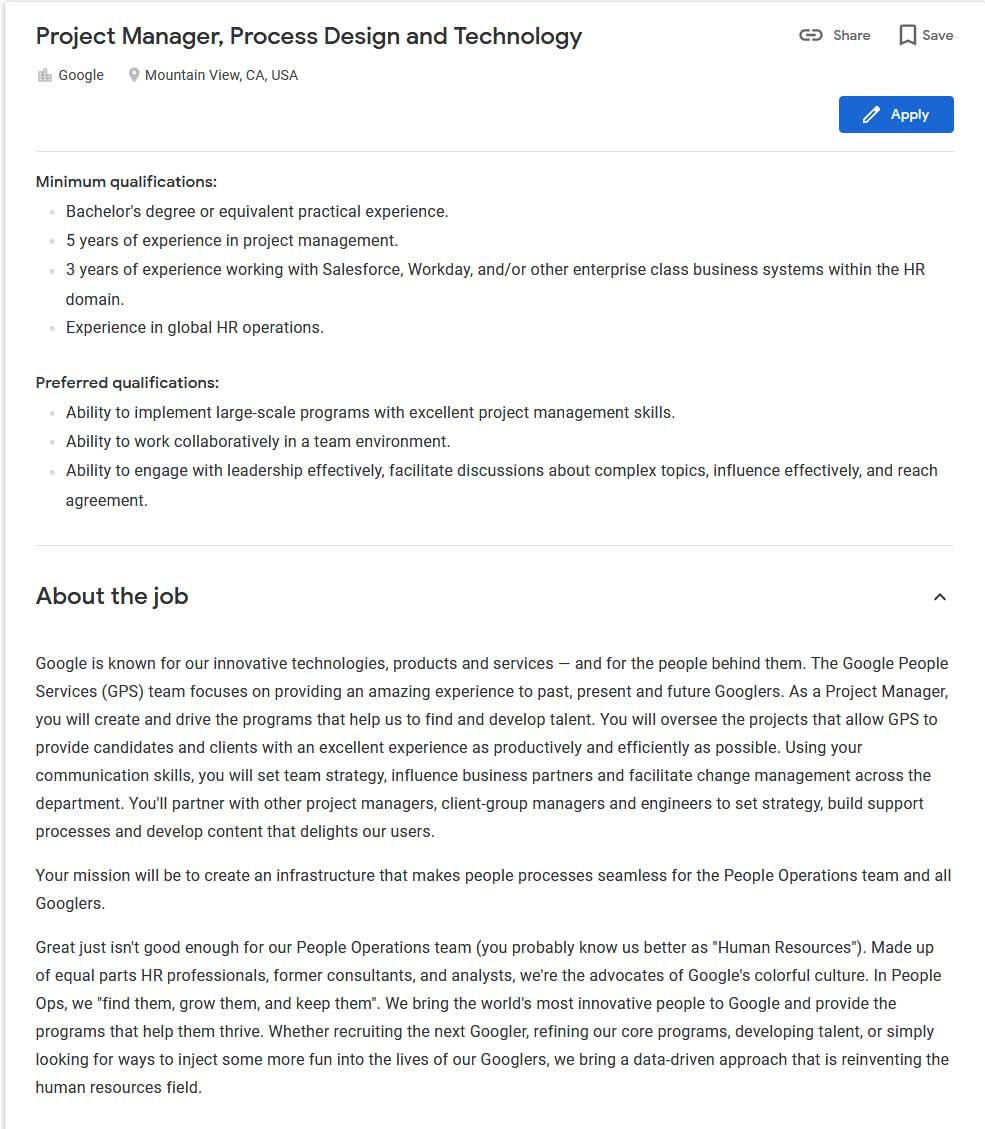 Project Manager, Process Design and Technology
Share
Save
Google
Mountain View, CA, USA
Apply
Minimum qualifications:
Bachelor's degree or equivalent practical experience.
5 years of experience in project management.
3 years of experience working with Salesforce, Workday, and/or other enterprise class business systems within the HR
domain.
Experience in global HR operations.
Preferred qualifications:
Ability to implement large-scale programs with excellent project management skills.
Ability to work collaboratively in a team environment.
Ability to engage with leadership effectively, facilitate discussions about complex topics, influence effectively, and reach
agreement.
About the job
Google is known for our innovative technologies, products and services — and for the people behind them. The Google People
Services (GPS) team focuses on providing an amazing experience to past, present and future Googlers. As a Project Manager,
you will create and drive the programs that help us to find and develop talent. You will oversee the projects that allow GPS to
provide candidates and clients with an excellent experience as productively and efficiently as possible. Using your
communication skills, you will set team strategy, influence business partners and facilitate change management across the
department. You'll partner with other project managers, client-group managers and engineers to set strategy, build support
processes and develop content that delights our users.
Your mission will be to create an infrastructure that makes people processes seamless for the People Operations team and all
Googlers.
Great just isn't good enough for our People Operations team (you probably know us better as "Human Resources"). Made up
of equal parts HR professionals, former consultants, and analysts, we're the advocates of Google's colorful culture. In People
Ops, we "find them, grow them, and keep them". We bring the world's most innovative people to Google and provide the
programs that help them thrive. Whether recruiting the next Googler, refining our core programs, developing talent, or simply
looking for ways to inject some more fun into the lives of our Googlers, we bring a data-driven approach that is reinventing the
human resources field.